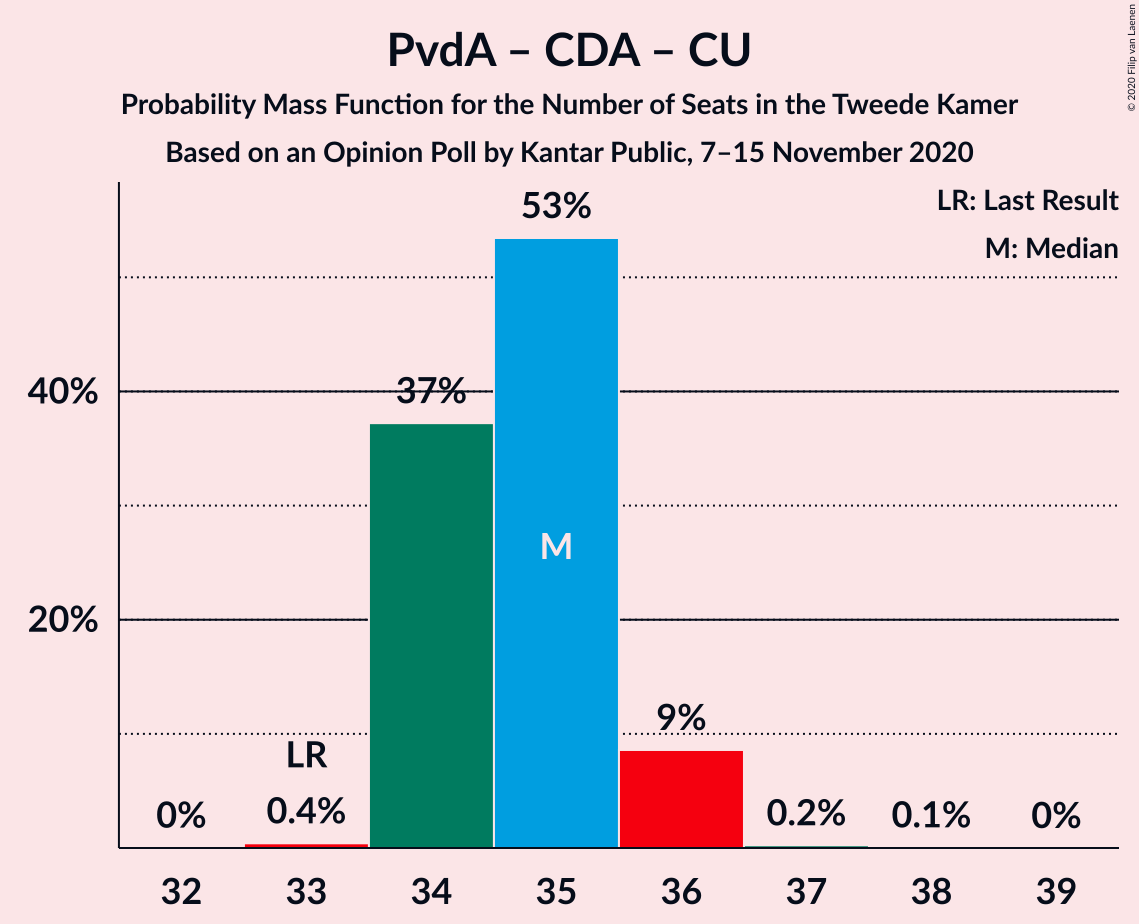 PvdA – CDA – CU
Probability Mass Function for the Number of Seats in the Tweede Kamer
Based on an Opinion Poll by Kantar Public, 7–15 November 2020
© 2020 Filip van Laenen
LR: Last Result
M: Median
53%
40%
37%
M
20%
9%
LR
0%
0.4%
0.2%
0.1%
0%
32 33 34 35 36 37 38 39